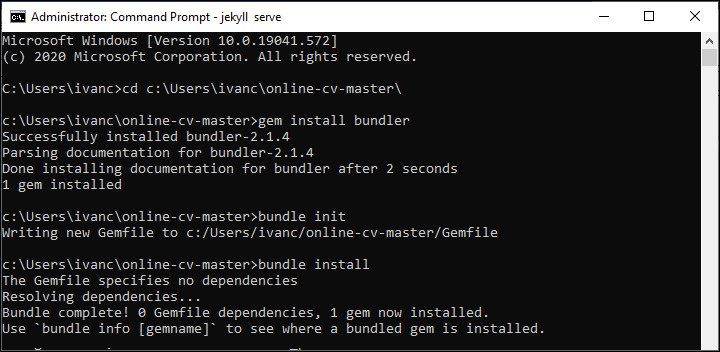 Administrator: Command Prompt - jekyll serve
Microsoft Windows [Version 10.0.19041.572]
(c) 2020 Microsoft Corporation. All rights reserved.
C:\Users\ivanc>cd c:\Users\ivanc\online-cv-master\
c:\Users\ivanc\online-cv-master>gem install bundler
Successfully installed bundler-2.1.4
Parsing documentation for bundler-2.1.4
Done installing documentation for bundler after 2 seconds
1 gem installed
c:\Users\ivanc\online-cv-master>bundle init
Writing new Gemfile to c:/Users/ivanc/online-cv-master/Gemfile
c:\Users\ivanc\online-cv-master>bundle install
The Gemfile specifies no dependencies
Resolving dependencies...
Bundle complete! 0 Gemfile dependencies, 1 gem now installed.
Use `bundle info [gemname]` to see where a bundled gem is installed.